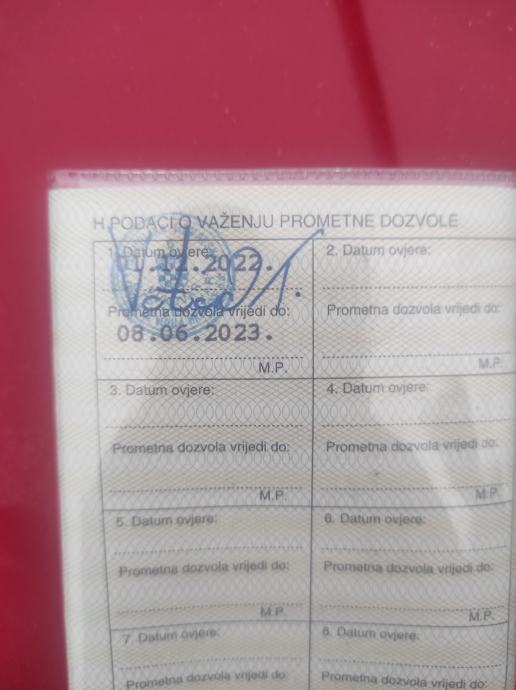 H PODACI O VAŽENJU PROMETNE DOZVOLE
1. Datum ovjere:
.2022.
Prometna dozvola vrijedi do:
08.06.2023.
M.P.
2. Datum ovjere:
Prometna dozvola vrijedi do:
M.P.
3. Datum ovjere:
Prometna dozvola vrijedi do:
M.P.
4. Datum ovjere:
Prometna dozvola vrijedi do:
M.P.
5. Datum ovjere:
Prometna dozvola vrijedi do:
M.P.
6. Datum ovjere:
Prometna dozvola vrijedi do:
M.P.
7. Datum ovjere:
Prometna dozvola vrijedi do:
8. Datum ovjere:
Prometna dozvola vrijedi do: